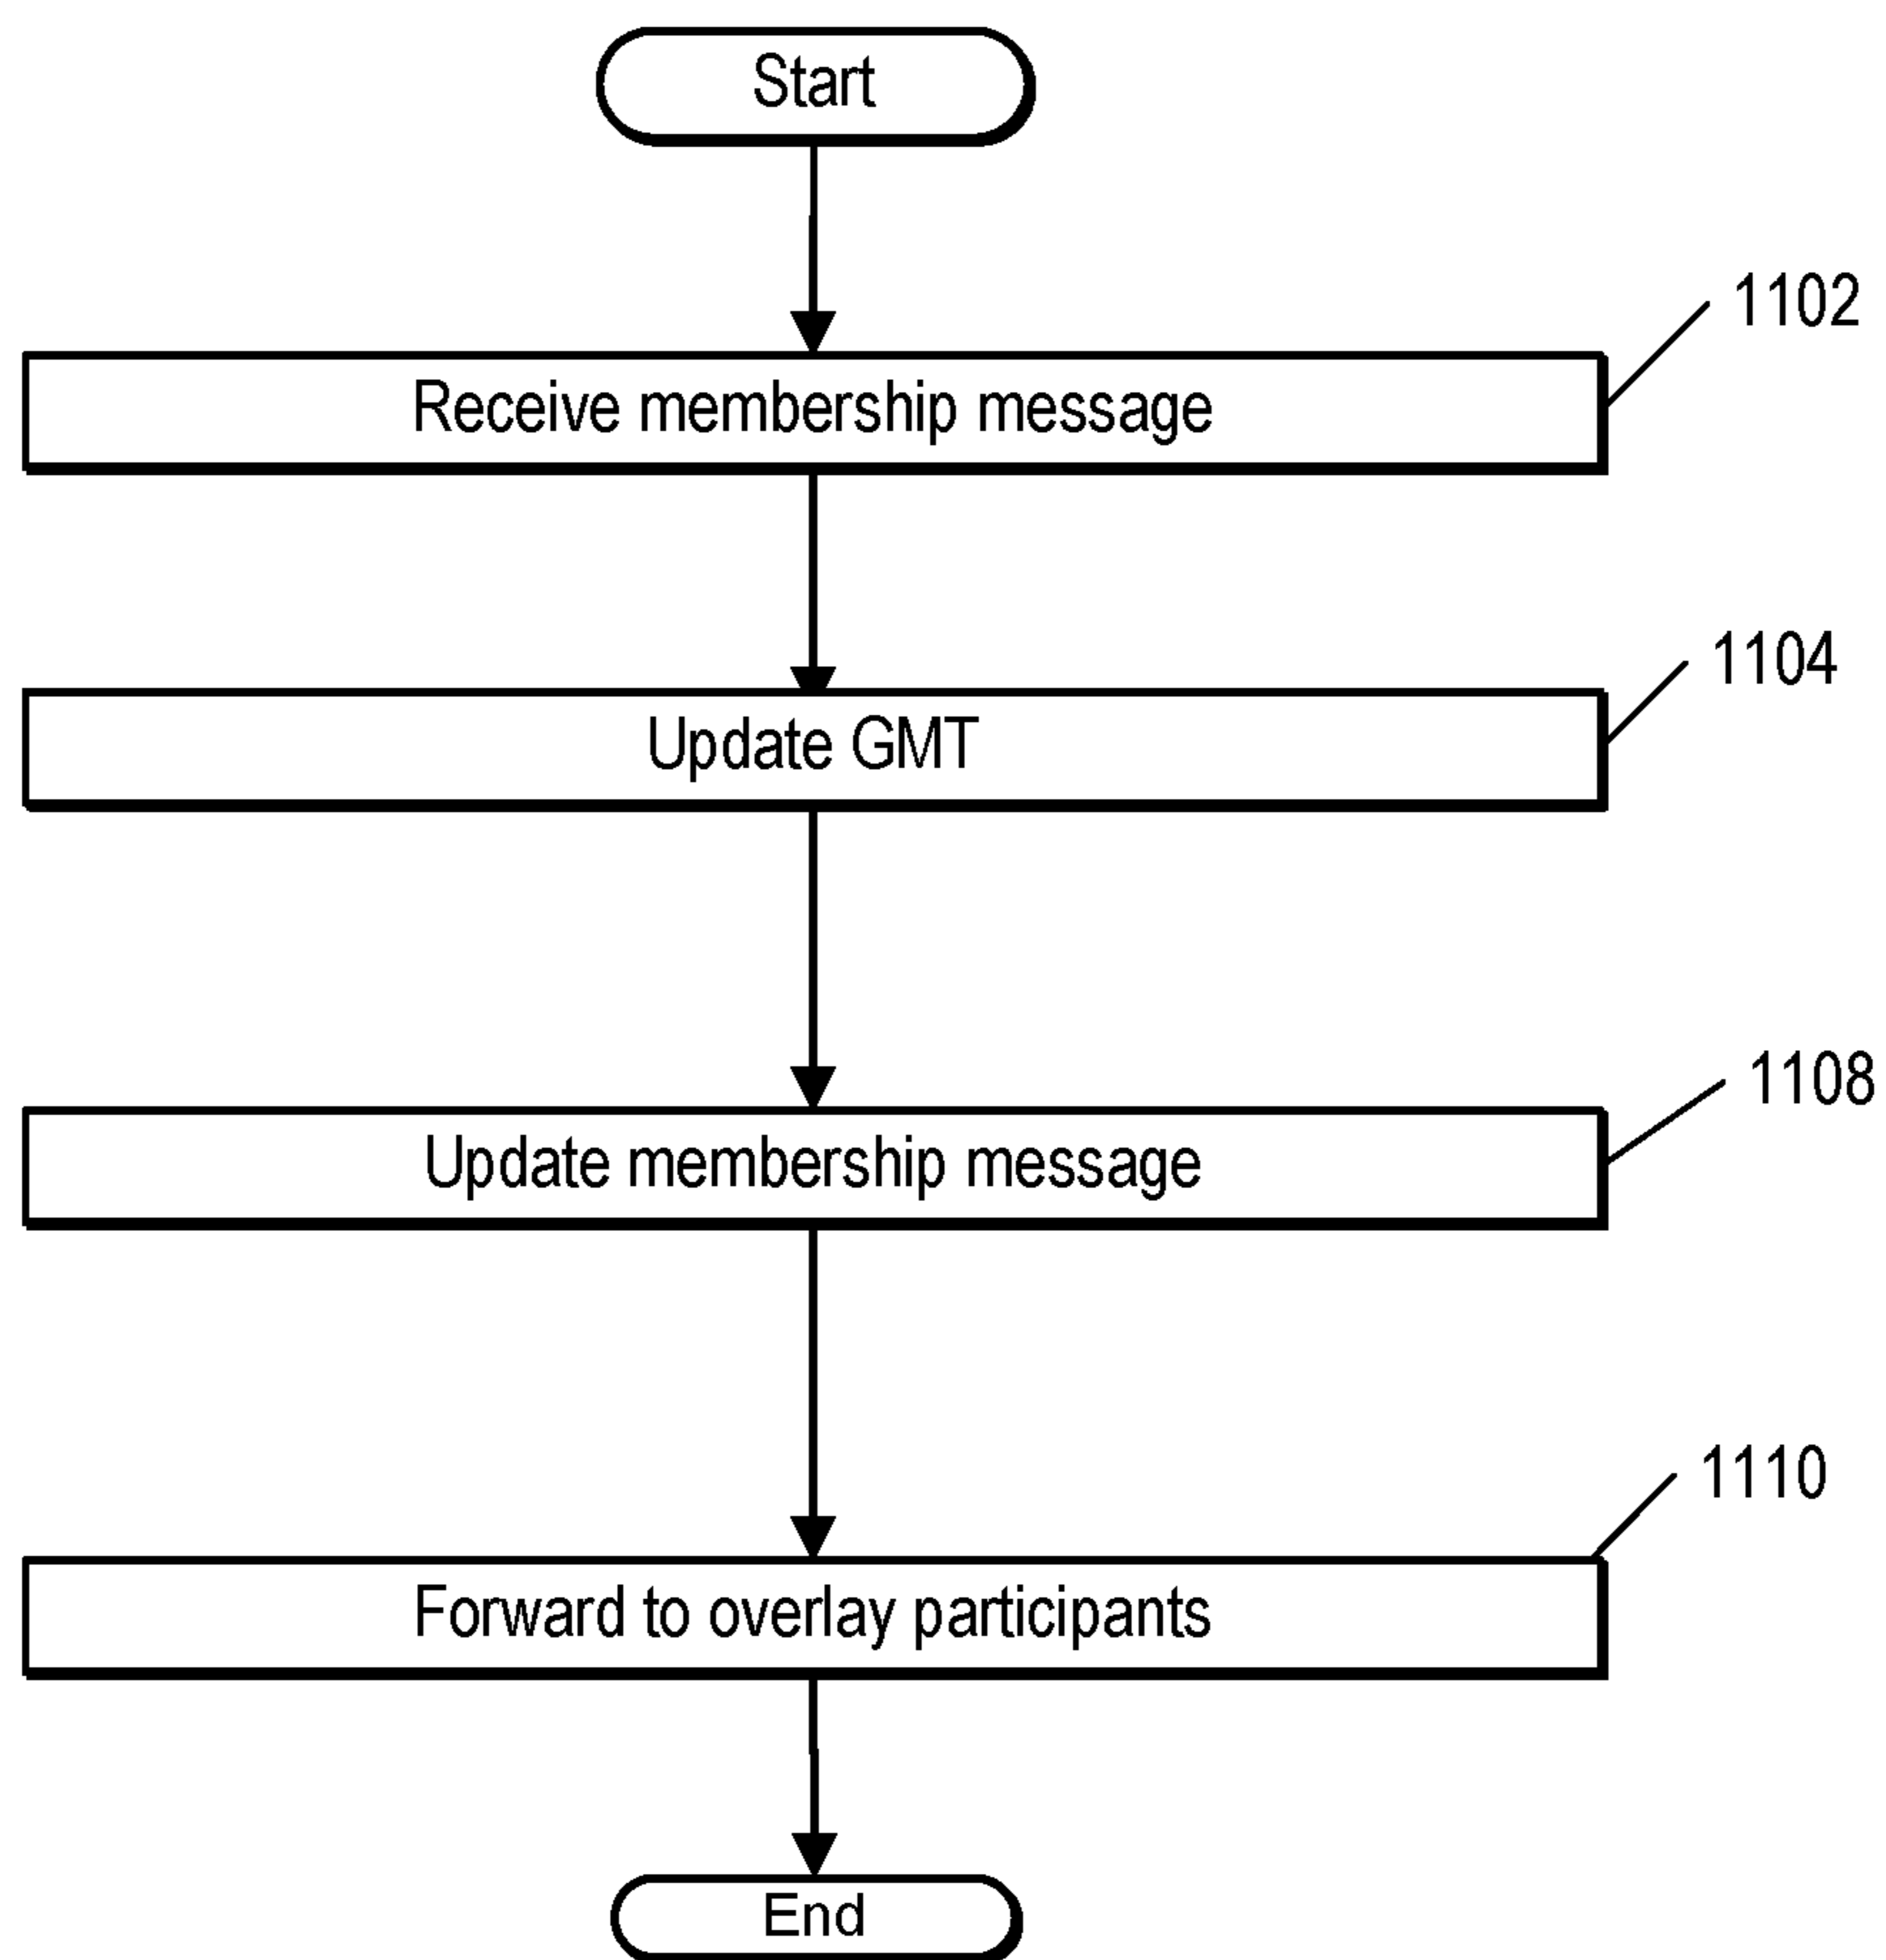 Start
1102
Receive membership message
1104
Update GMT
1108
Update membership message
1110
Forward to overlay participants
End